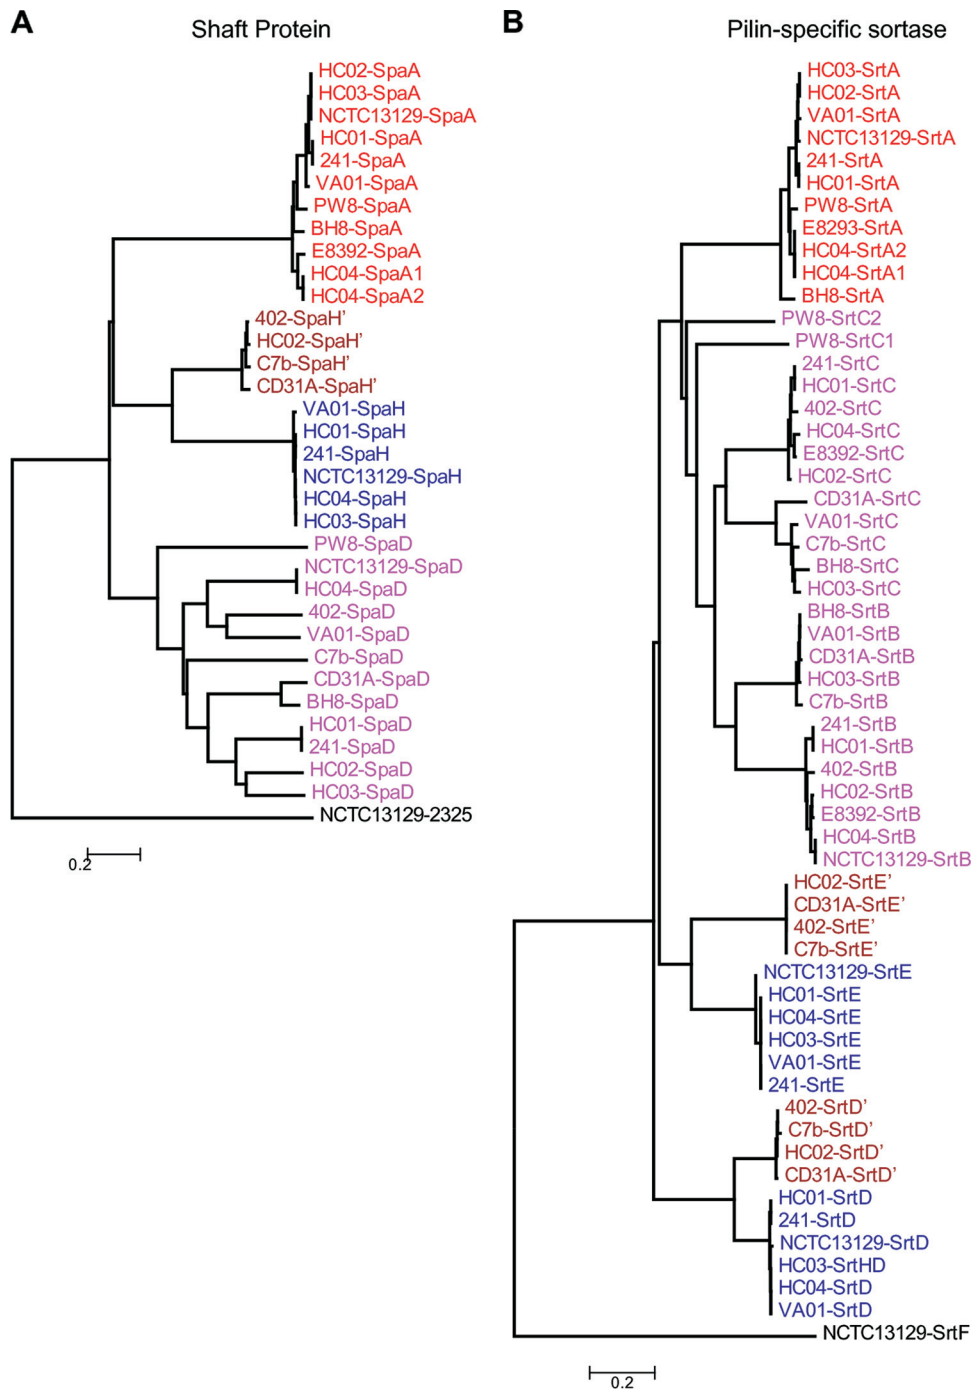 A
Shaft Protein
HC02-SpaA
HC03-SpaA
NCTC13129-SpaA
HC01-SpaA
241-SpaA
VA01-SpaA
PW8-SpaA
BH8-SpaA
E8392-SpaA
HC04-SpaA1
HC04-SpaA2
402-SpaH'
HC02-SpaH'
C7b-SpaH'
CD31A-SpaH'
VA01-SpaH
HC01-SpaH
241-SpaH
NCTC13129-SpaH
HC04-SpaH
HC03-SpaH
PW8-SpaD
NCTC13129-SpaD
HC04-SpaD
402-SpaD
VA01-SpaD
C7b-SpaD
CD31A-SpaD
BH8-SpaD
HC01-SpaD
241-SpaD
HC02-SpaD
HC03-SpaD
NCTC13129-2325
0.2
B
Pilin-specific sortase
HC03-SrtA
HC02-SrtA
VA01-SrtA
NCTC13129-SrtA
241-SrtA
HC01-SrtA
PW8-SrtA
E8293-SrtA
HC04-SrtA2
HC04-SrtA1
BH8-SrtA
PW8-SrtC2
PW8-SrtC1
241-SrtC
HC01-SrtC
402-SrtC
HC04-SrtC
E8392-SrtC
HC02-SrtC
CD31A-SrtC
VA01-SrtC
C7b-SrtC
BH8-SrtC
HC03-SrtC
BH8-SrtB
VA01-SrtB
CD31A-SrtB
HC03-SrtB
C7b-SrtB
241-SrtB
HC01-SrtB
402-SrtB
HC02-SrtB
E8392-SrtB
HC04-SrtB
NCTC13129-SrtB
HC02-SrtE'
CD31A-SrtE'
402-SrtE'
C7b-SrtE'
NCTC13129-SrtE
HC01-SrtE
HC04-SrtE
HC03-SrtE
VA01-SrtE
241-SrtE
402-SrtD'
C7b-SrtD'
HC02-SrtD'
CD31A-SrtD'
HC01-SrtD
241-SrtD
NCTC13129-SrtD
HC03-SrtHD
HC04-SrtD
VA01-SrtD
NCTC13129-SrtF
0.2